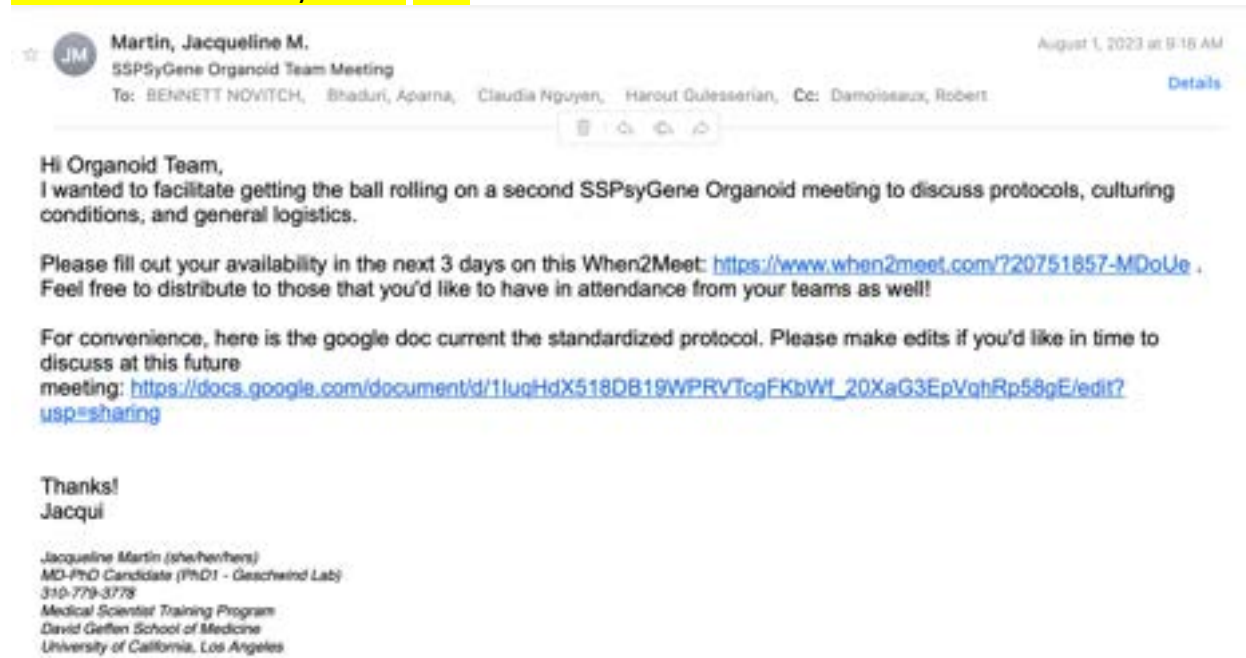 JM
Martin, Jacqueline M.
August 1, 2023 at 9:18 AM
SSPSyGene Organoid Team Meeting
To: BENNETT NOVITCH, Bhaduri, Aparna, Claudia Nguyen, Harout Gulesserian, Cc: Damoiseaux, Robert
Details
Hi Organoid Team,
I wanted to facilitate getting the ball rolling on a second SSPsyGene Organoid meeting to discuss protocols, culturing
conditions, and general logistics.
Please fill out your availability in the next 3 days on this When2Meet: https://www.when2meet.com/?20751857-MDoUe .
Feel free to distribute to those that you'd like to have in attendance from your teams as well!
For convenience, here is the google doc current the standardized protocol. Please make edits if you'd like in time to
discuss at this future
meeting: https://docs.google.com/document/d/1IuqHdX518DB19WPRVTcgFKbWf_20XaG3EpVqhRp58gE/edit?
usp=sharing
Thanks!
Jacqui
Jacqueline Martin (she/her/hers)
MD-PhD Candidate (PhD1 - Geschwind Lab)
310-779-3778
Medical Scientist Training Program
David Geffen School of Medicine
University of California, Los Angeles